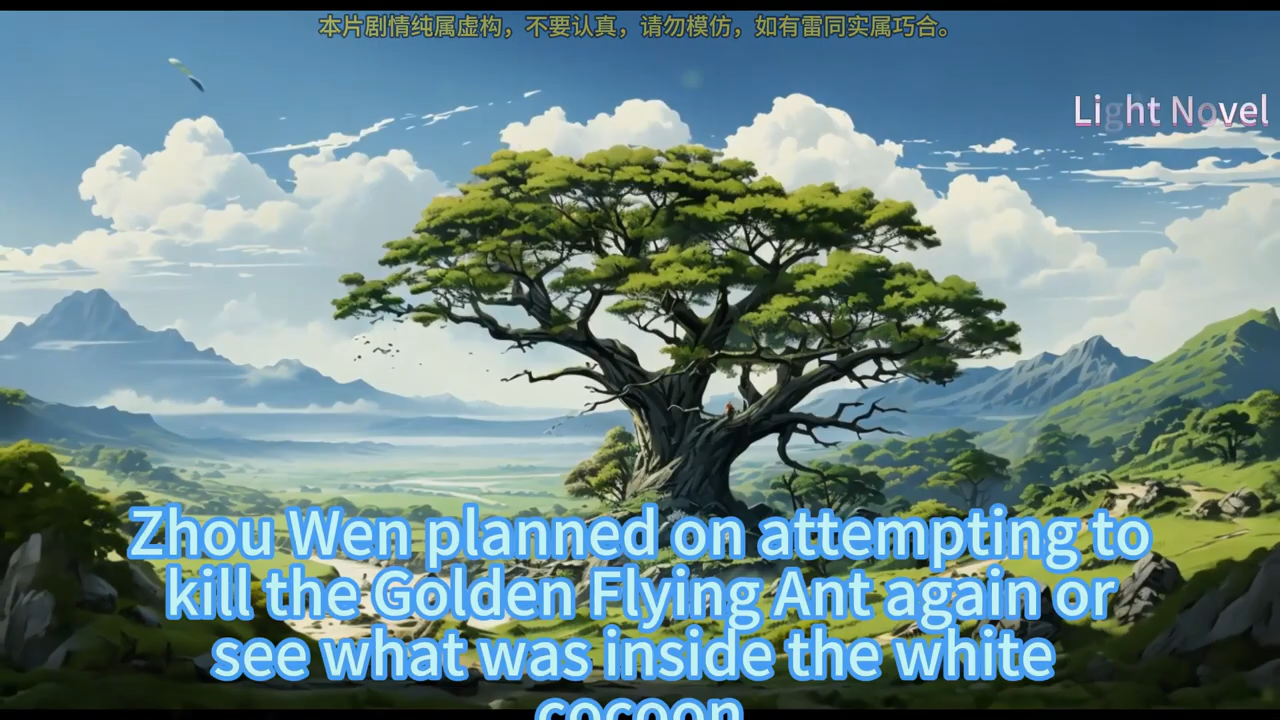 本片剧情纯属虚构，不要认真，请勿模仿，如有雷同实属巧合。
Light Novel
Zhou Wen planned on attempting to
kill the Golden Flying Ant again or
see what was inside the white
cocoon